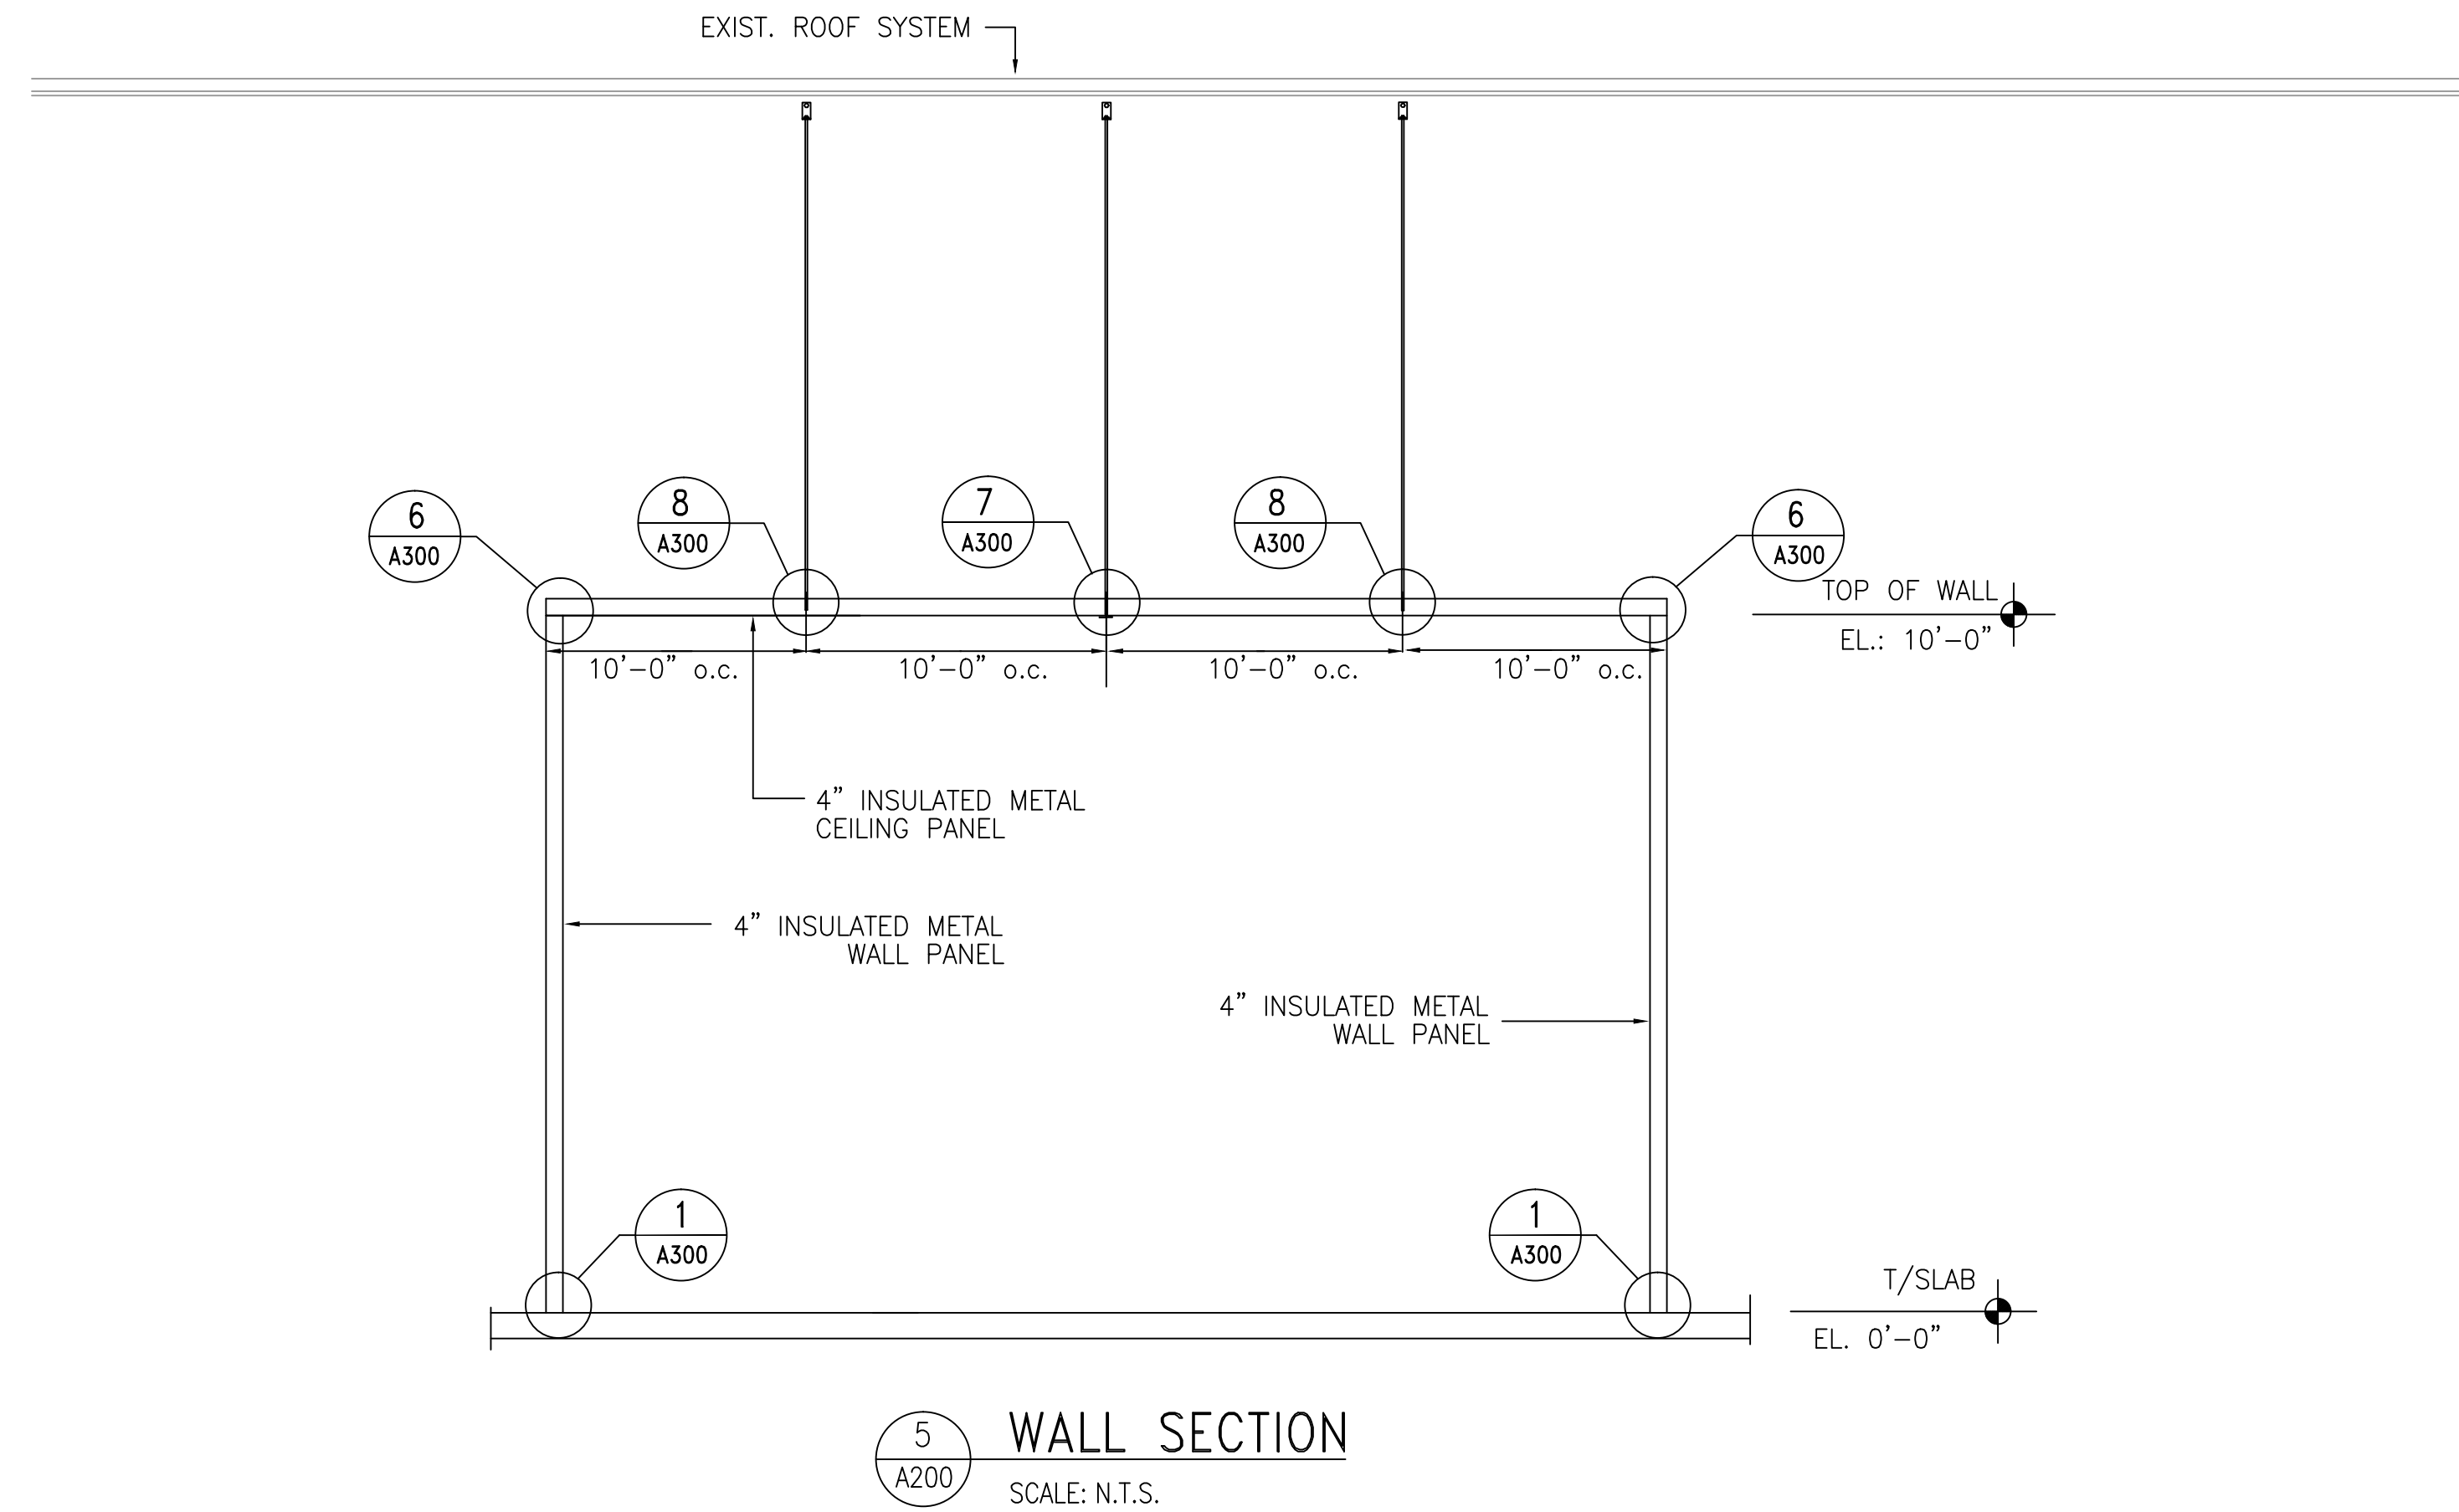 EXIST. ROOF SYSTEM
6
A300
8
A300
7
A300
8
A300
6
A300
TOP OF WALL
EL.: 10'-0"
10'-0" o.c.
10'-0" o.c.
10'-0" o.c.
10'-0" o.c.
4" INSULATED METAL
CEILING PANEL
4" INSULATED METAL
WALL PANEL
4" INSULATED METAL
WALL PANEL
1
A300
1
A300
T/SLAB
EL. 0'-0"
5
A200
WALL SECTION
SCALE: N.T.S.